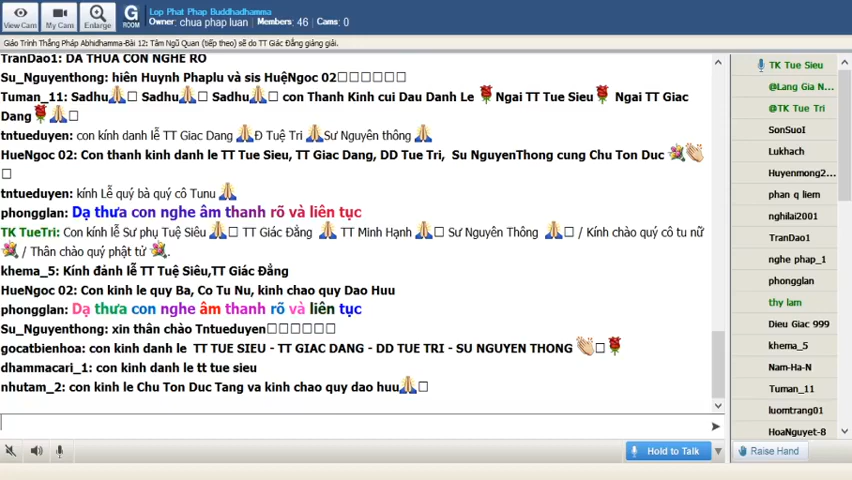 Lop Phat Phap Buddhadhamma
Owner: chua phap luan Members: 46 Cams: 0
View Cam My Cam Enlarge G ROOM
Giáo Trình Thắng Pháp Abhidhamma-Bài 12: Tâm Ngũ Quan (tiếp theo) sẽ do TT Giác Đẳng giảng giải.
TranDao1: DA THUA CON NGHE RO
Su_Nguyenthong: hiên Huynh Phaplu và sis HuệNgoc 02
Tuman_11: Sadhu🙏 Sadhu🙏 Sadhu🙏 con Thanh Kinh cui Dau Danh Le 🌹Ngai TT Tue Sieu🌹 Ngai TT Giac
Dang🌹🙏
tntueduyen: con kính danh lễ TT Giac Dang 🙏Đ Tuệ Tri 🙏Sư Nguyên thông 🙏
HueNgoc 02: Con thanh kinh danh le TT Tue Sieu, TT Giac Dang, DD Tue Tri, Su NguyenThong cung Chu Ton Duc 💐👏
tntueduyen: kính Lễ quý bà quý cô Tunu 🙏
phongglan: Dạ thưa con nghe âm thanh rõ và liên tục
TK TueTri: Con kính lễ Sư phụ Tuệ Siêu 🙏 TT Giác Đẳng 🙏 TT Minh Hạnh 🙏 Sư Nguyên Thông 🙏 / Kính chào quý cô tu nữ
💐 / Thân chào quý phật tử 💐.
khema_5: Kính đảnh lễ TT Tuệ Siêu,TT Giác Đẳng
HueNgoc 02: Con kinh le quy Ba, Co Tu Nu, kinh chao quy Dao Huu
phongglan: Dạ thưa con nghe âm thanh rõ và liên tục
Su_Nguyenthong: xin thân chào Tntueduyen
gocatbienhoa: con kinh danh le TT TUE SIEU - TT GIAC DANG - DD TUE TRI - SU NGUYEN THONG 👏🌹
dhammacari_1: con kinh danh le tt tue sieu
nhutam_2: con kinh le Chu Ton Duc Tang va kinh chao quy dao huu🙏
TK Tue Sieu
@Lang Gia N...
@TK Tue Tri
SonSuoI
Lukhach
Huyenmong2...
phan q liem
nghilai2001
TranDao1
nghe phap_1
phongglan
thy lam
Dieu Giac 999
khema_5
Nam-Ha-N
Tuman_11
luomtrang01
HoaNguyet-8
Hold to Talk
Raise Hand